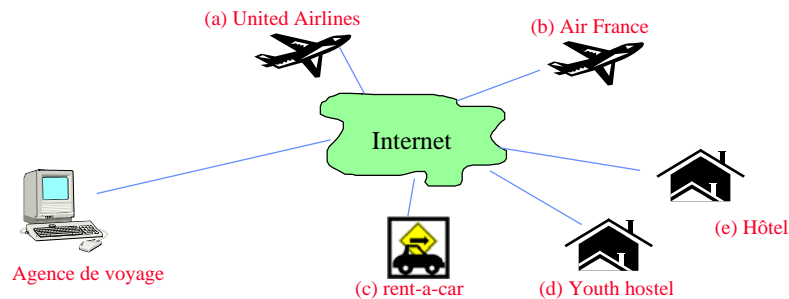 (a) United Airlines
(b) Air France
Internet
(e) Hôtel
Agence de voyage
(c) rent-a-car
(d) Youth hostel